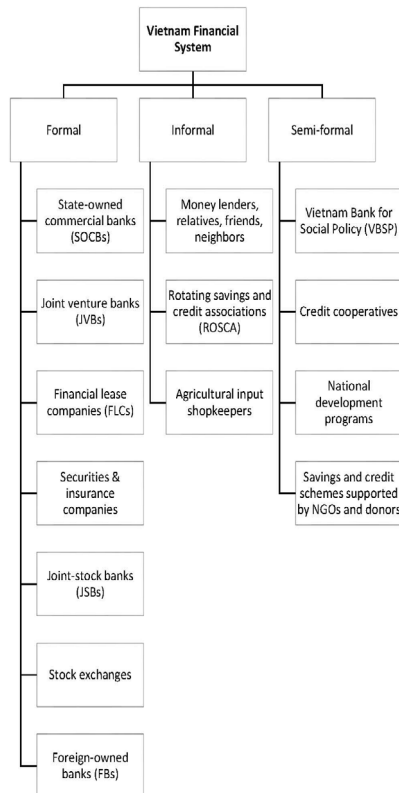 Vietnam Financial
System
Formal
Informal
Semi-formal
State-owned
commercial banks
(SOCBs)
Joint venture banks
(JVBs)
Financial lease
companies (FLCs)
Securities &
insurance
companies
Joint-stock banks
(JSBs)
Stock exchanges
Foreign-owned
banks (FBs)
Money lenders,
relatives, friends,
neighbors
Rotating savings and
credit associations
(ROSCA)
Agricultural input
shopkeepers
Vietnam Bank for
Social Policy (VBSP)
Credit cooperatives
National
development
programs
Savings and credit
schemes supported
by NGOs and donors